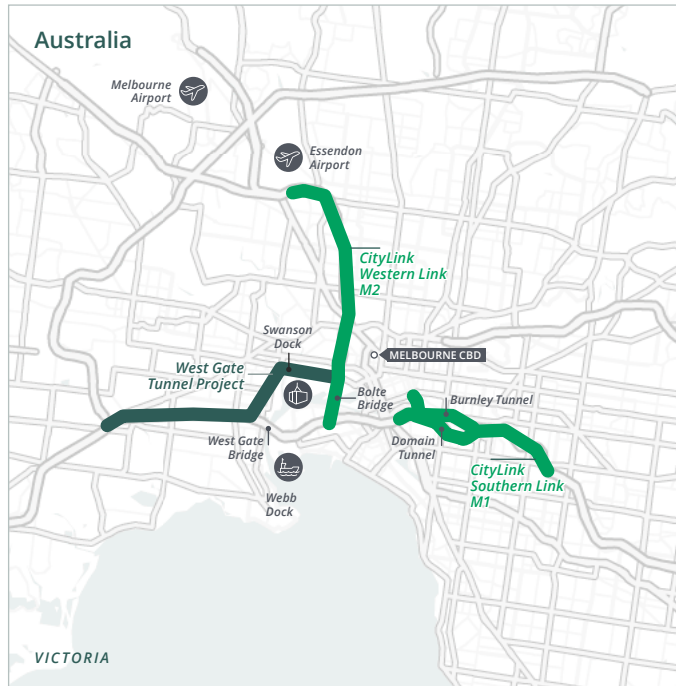 Australia
Melbourne
Airport
Essendon
Airport
CityLink
Western Link
M2
Swanson
Dock
MELBOURNE CBD
West Gate
Tunnel Project
Bolte
Bridge
Burnley Tunnel
West Gate
Bridge
Domain
Tunnel
CityLink
Southern Link
M1
Webb
Dock
VICTORIA